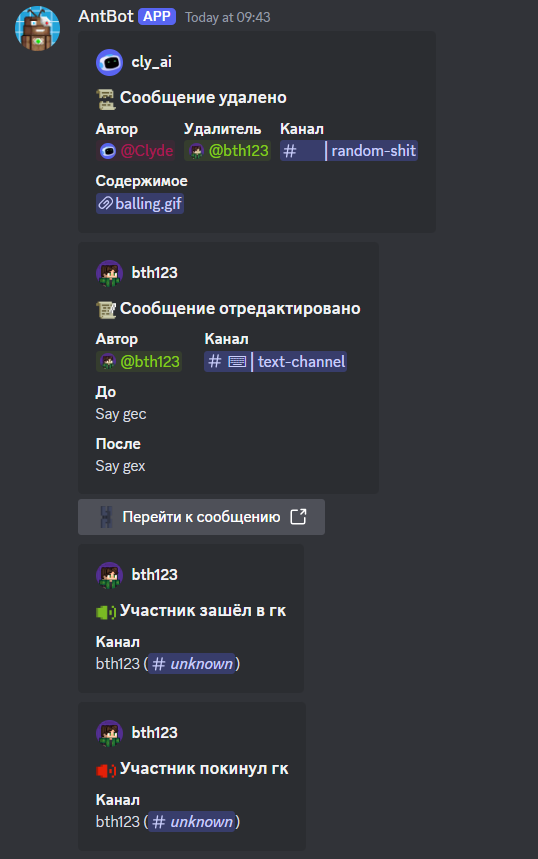 AntBot APP Today at 09:43
cly_ai
Сообщение удалено
Автор Удалитель Канал
@Clyde @bth123 # | random-shit
Содержимое
balling.gif
bth123
Сообщение отредактировано
Автор Канал
@bth123 # ⌨️ | text-channel
До
Say gec
После
Say gex
Перейти к сообщению
bth123
Участник зашёл в гк
Канал
bth123 (# unknown)
bth123
Участник покинул гк
Канал
bth123 (# unknown)